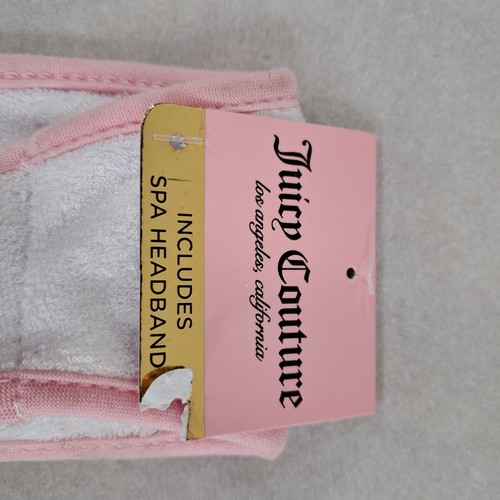 Juicy Couture
los angeles, california
INCLUDES
SPA HEADBAND